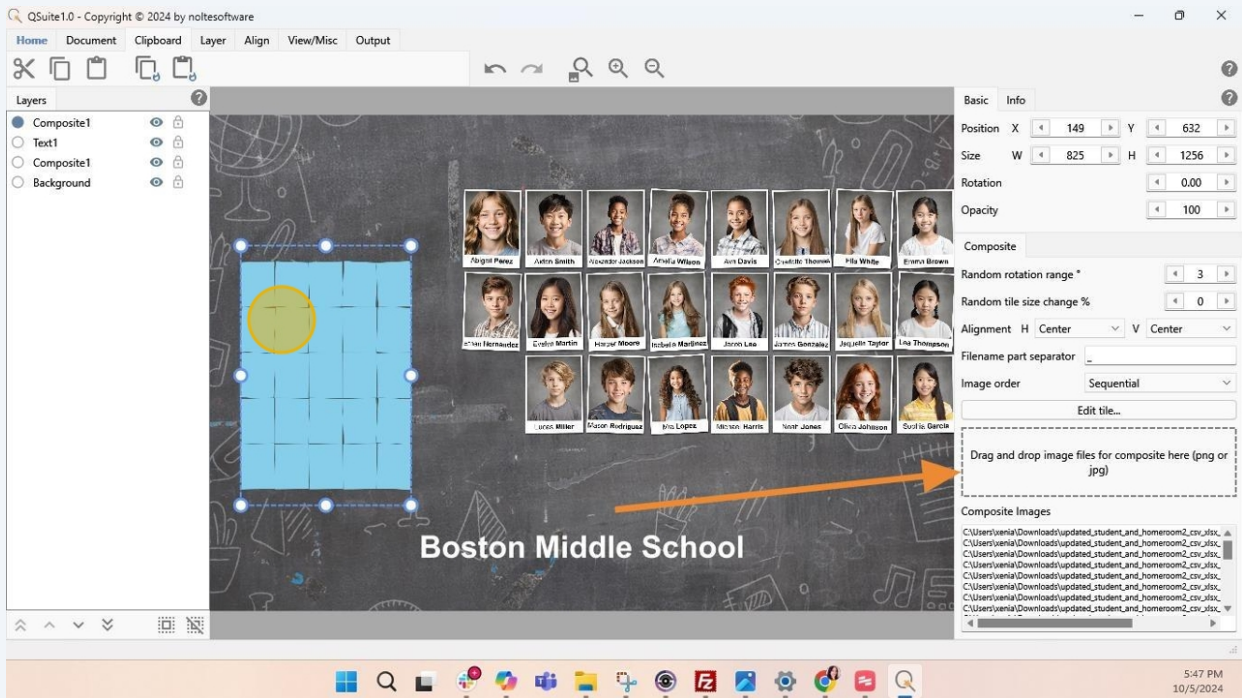 QSuite1.0 - Copyright © 2024 by noltesoftware
Home Document Clipboard Layer Align View/Misc Output
Layers
Composite1
Text1
Composite1
Background
Abigail Perez Aiden Smith Alexander Jackson Amelia Wilson Ava Davis Charlotte Thomas Ella White Emma Brown
Ethan Hernandez Evelyn Martin Harper Moore Isabella Martinez Jacob Lee James Gonzalez Jaquelin Taylor Lea Thompson
Lucas Miller Mason Rodriguez Mia Lopez Michael Harris Noah Jones Olivia Johnson Sophia Garcia
Boston Middle School
Basic Info
Position X 149 Y 632
Size W 825 H 1256
Rotation 0.00
Opacity 100
Composite
Random rotation range * 3
Random tile size change % 0
Alignment H Center V Center
Filename part separator _
Image order Sequential
Edit tile...
Drag and drop image files for composite here (png or
jpg)
Composite Images
C:\Users\xenia\Downloads\updated_student_and_homeroom2_csv_xlsx_
C:\Users\xenia\Downloads\updated_student_and_homeroom2_csv_xlsx_
C:\Users\xenia\Downloads\updated_student_and_homeroom2_csv_xlsx_
C:\Users\xenia\Downloads\updated_student_and_homeroom2_csv_xlsx_
C:\Users\xenia\Downloads\updated_student_and_homeroom2_csv_xlsx_
C:\Users\xenia\Downloads\updated_student_and_homeroom2_csv_xlsx_
C:\Users\xenia\Downloads\updated_student_and_homeroom2_csv_xlsx_
C:\Users\xenia\Downloads\updated_student_and_homeroom2_csv_xlsx_
5:47 PM
10/5/2024